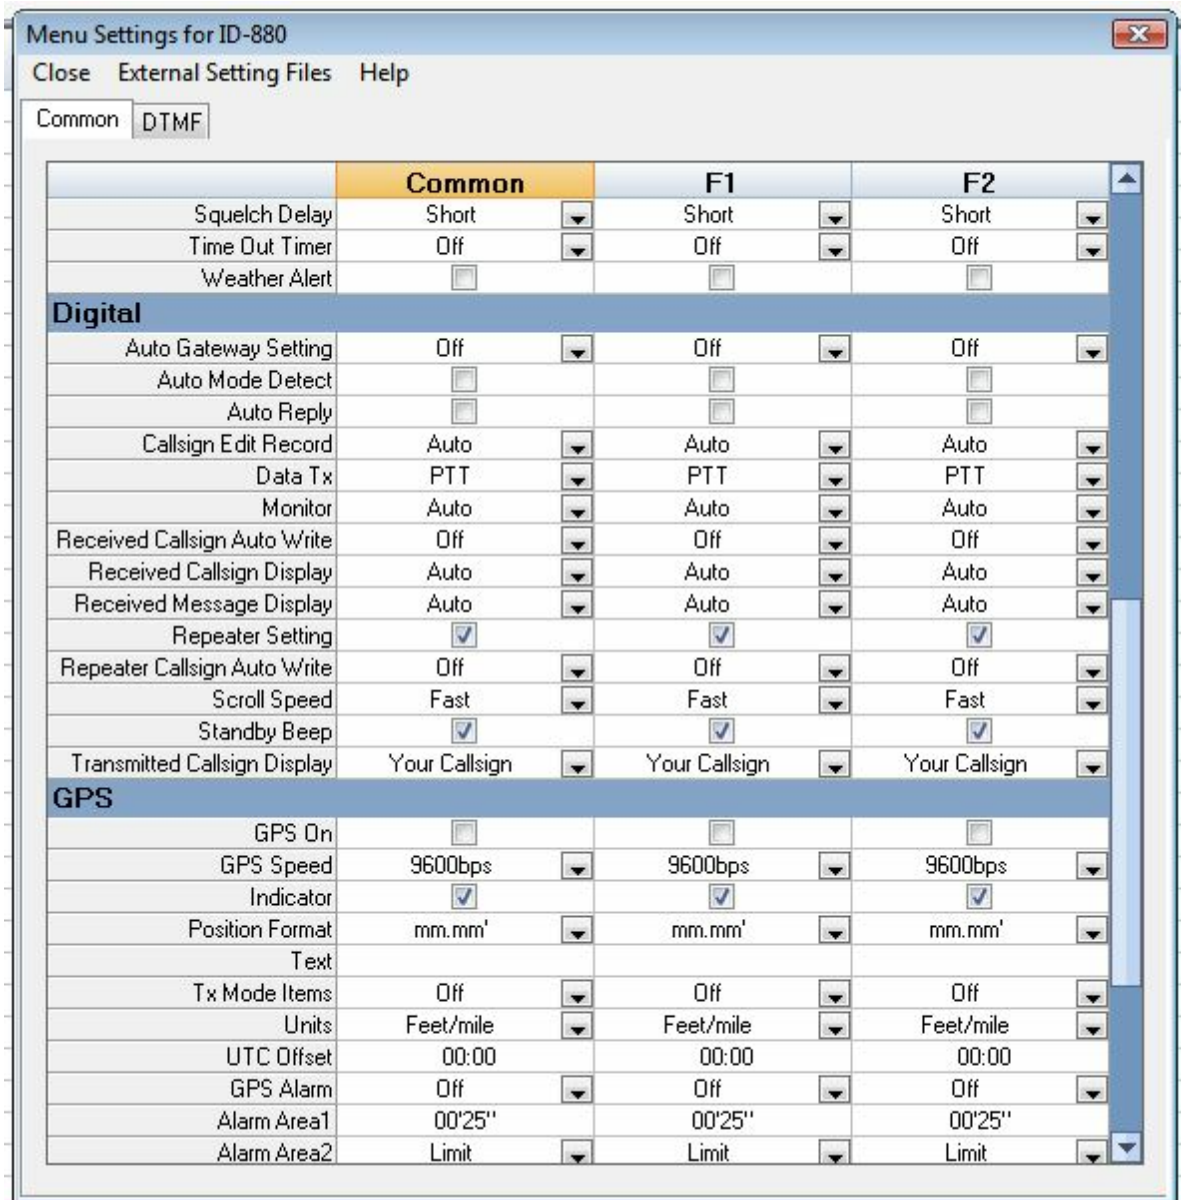 Menu Settings for ID-880
Close External Setting Files Help
Common DTMF
Common F1 F2
Squelch Delay Short Short Short
Time Out Timer Off Off Off
Weather Alert
Digital
Auto Gateway Setting Off Off Off
Auto Mode Detect
Auto Reply
Callsign Edit Record Auto Auto Auto
Data Tx PTT PTT PTT
Monitor Auto Auto Auto
Received Callsign Auto Write Off Off Off
Received Callsign Display Auto Auto Auto
Received Message Display Auto Auto Auto
Repeater Setting
Repeater Callsign Auto Write Off Off Off
Scroll Speed Fast Fast Fast
Standby Beep
Transmitted Callsign Display Your Callsign Your Callsign Your Callsign
GPS
GPS On
GPS Speed 9600bps 9600bps 9600bps
Indicator
Position Format mm.mm' mm.mm' mm.mm'
Text
Tx Mode Items Off Off Off
Units Feet/mile Feet/mile Feet/mile
UTC Offset 00:00 00:00 00:00
GPS Alarm Off Off Off
Alarm Area1 00'25" 00'25" 00'25"
Alarm Area2 Limit Limit Limit